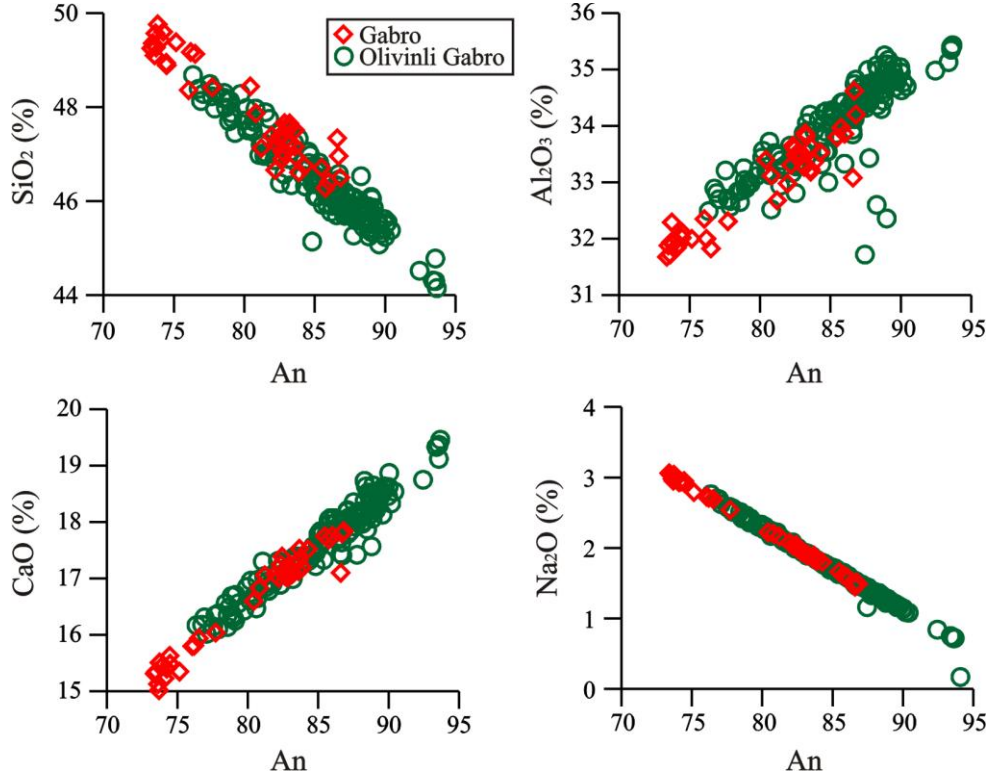 50
48
46
44
SiO₂ (%)
70 75 80 85 90 95
An
Gabro
Olivinli Gabro
36
35
34
33
32
31
Al₂O₃ (%)
70 75 80 85 90 95
An
20
19
18
17
16
15
CaO (%)
70 75 80 85 90 95
An
4
3
2
1
0
Na₂O (%)
70 75 80 85 90 95
An